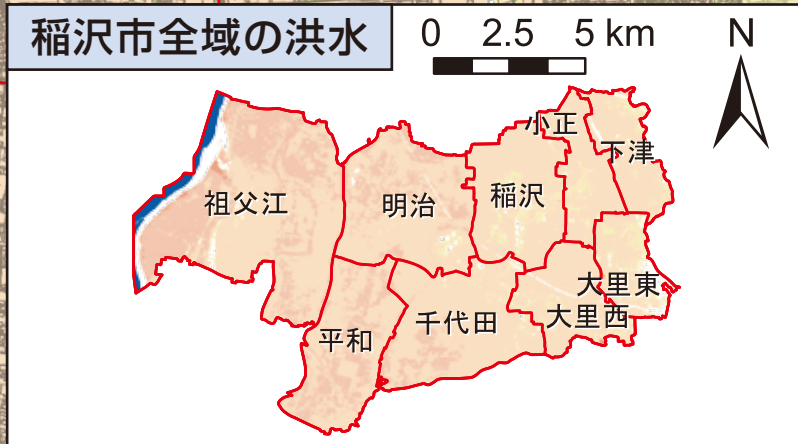 稲沢市全域の洪水
0 2.5 5 km
N
小正
下津
祖父江
明治
稲沢
大里東
大里西
千代田
平和